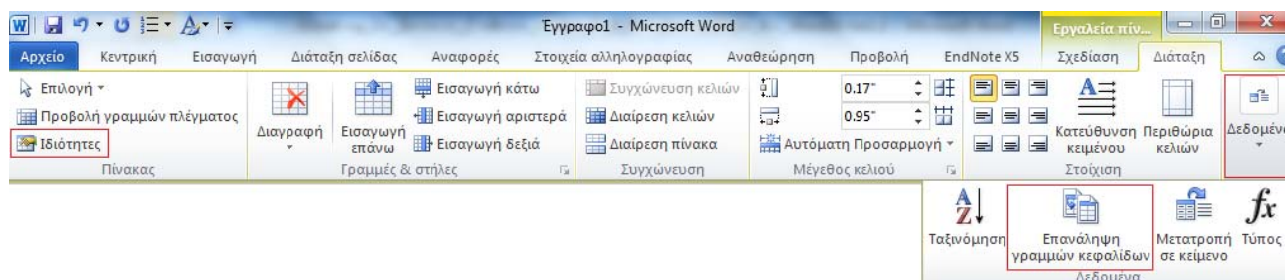 Έγγραφο1 - Microsoft Word
Εργαλεία πίν...
Αρχείο Κεντρική Εισαγωγή Διάταξη σελίδας Αναφορές Στοιχεία αλληλογραφίας Αναθεώρηση Προβολή EndNote X5 Σχεδίαση Διάταξη
Επιλογή
Προβολή γραμμών πλέγματος
Ιδιότητες
Πίνακας
Διαγραφή
Εισαγωγή
επάνω
Εισαγωγή κάτω
Εισαγωγή αριστερά
Εισαγωγή δεξιά
Γραμμές & στήλες
Συγχώνευση κελιών
Διαίρεση κελιών
Διαίρεση πίνακα
Συγχώνευση
0.17"
0.95"
Αυτόματη Προσαρμογή
Μέγεθος κελιού
Κατεύθυνση
κειμένου
Περιθώρια
κελιών
Στοίχιση
Δεδομένα
Ταξινόμηση
Επανάληψη
γραμμών κεφαλίδων
Μετατροπή
σε κείμενο
fx
Τύπος
Δεδομένα